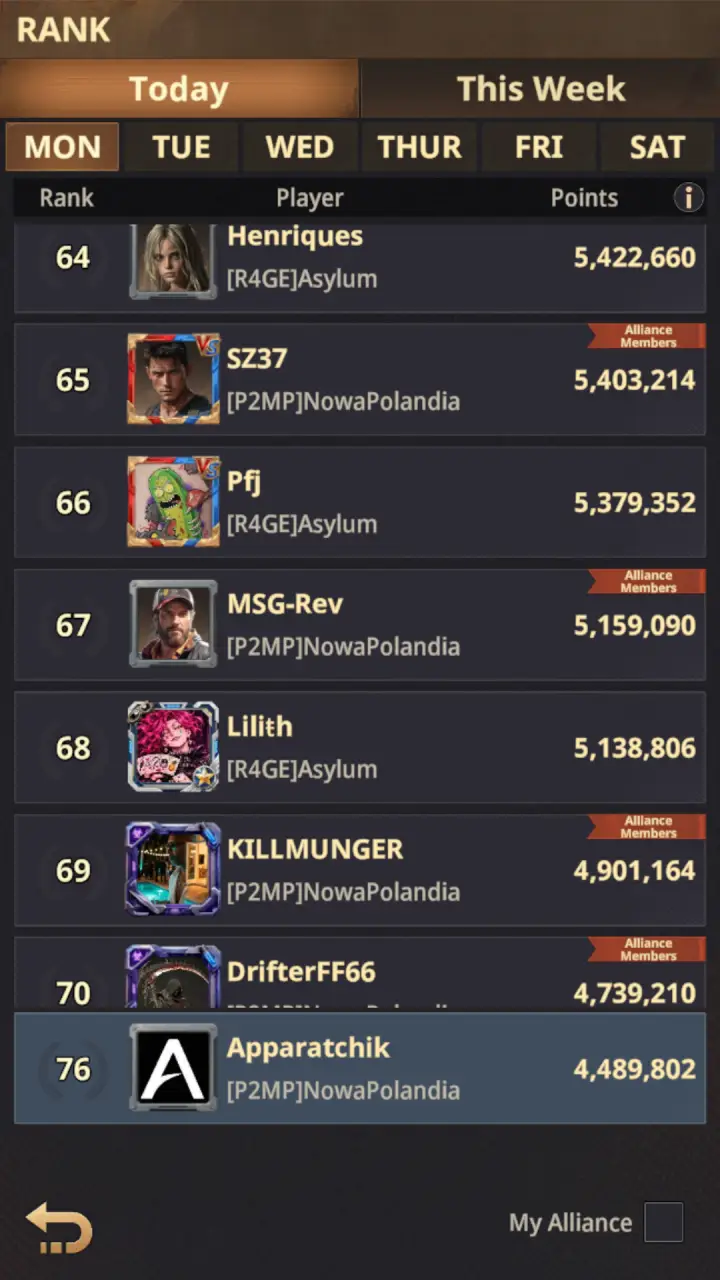 RANK
Today
This Week
MON
TUE
WED
THUR
FRI
SAT
Rank
Player
Points
i
64
Henriques
[R4GE]Asylum
5,422,660
Alliance
Members
65
VS
SZ37
[P2MP]NowaPolandia
5,403,214
66
VS
Pfj
[R4GE]Asylum
5,379,352
Alliance
Members
67
MSG-Rev
[P2MP]NowaPolandia
5,159,090
68
Lilith
[R4GE]Asylum
5,138,806
Alliance
Members
69
KILLMUNGER
[P2MP]NowaPolandia
4,901,164
Alliance
Members
70
DrifterFF66
4,739,210
76
A
Apparatchik
[P2MP]NowaPolandia
4,489,802
My Alliance